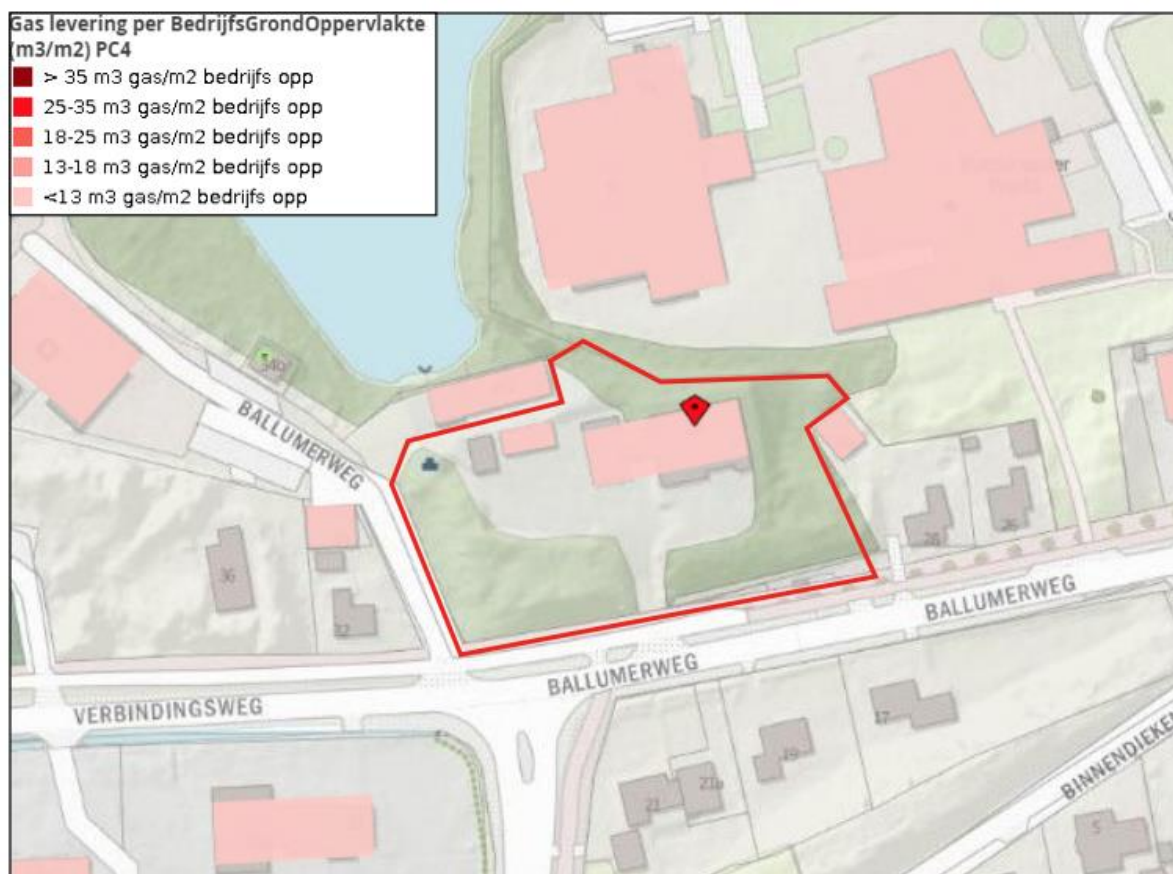 Gas levering per BedrijfsGrondOppervlakte
(m3/m2) PC4
> 35 m3 gas/m2 bedrijfs opp
25-35 m3 gas/m2 bedrijfs opp
18-25 m3 gas/m2 bedrijfs opp
13-18 m3 gas/m2 bedrijfs opp
<13 m3 gas/m2 bedrijfs opp
BALLUMERWEG
36
32
28
26
BALLUMERWEG
BALLUMERWEG
VERBINDINGSWEG
17
19
21
21a
BINNENDIEKE
5